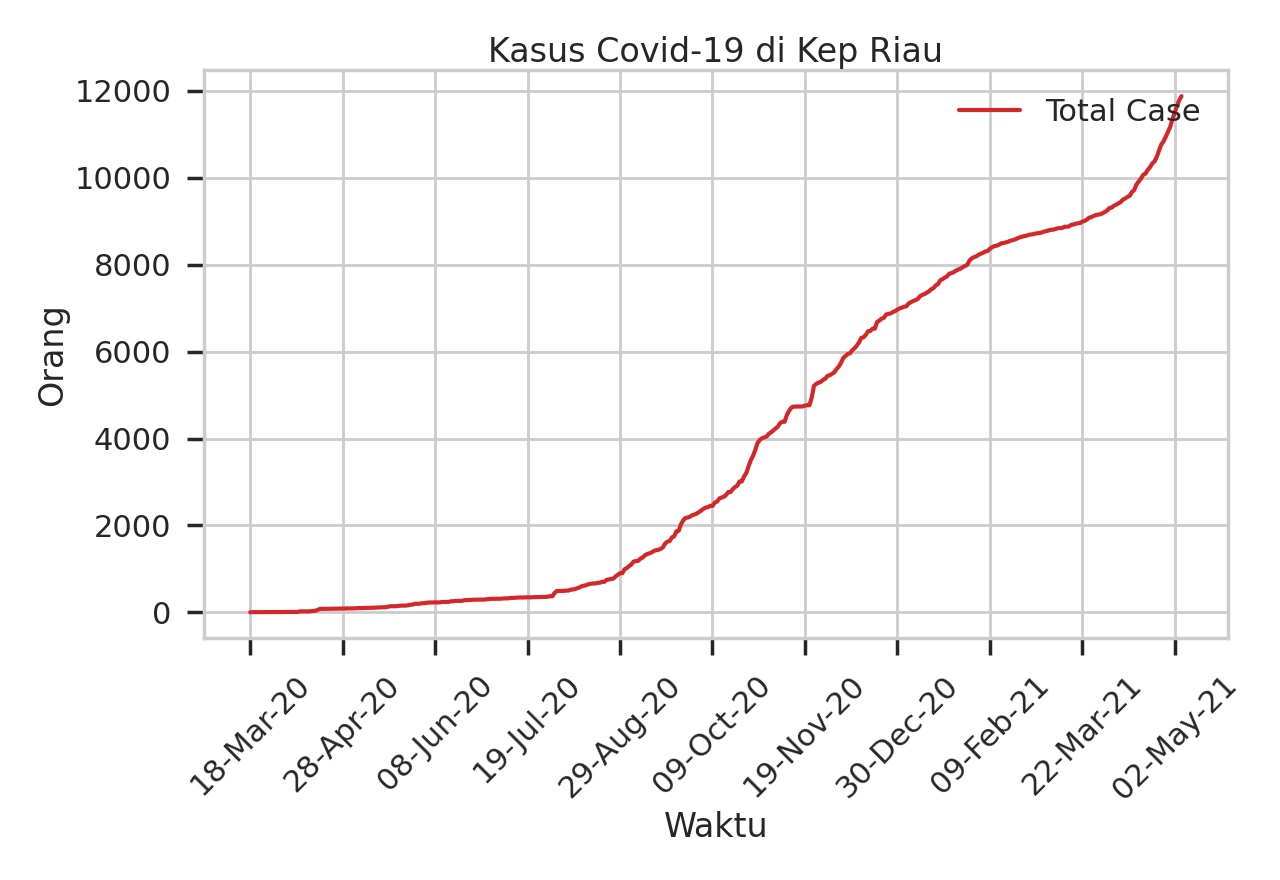 Kasus Covid-19 di Kep Riau
Total Case
12000
10000
8000
6000
4000
2000
0
Orang
18-Mar-20
28-Apr-20
08-Jun-20
19-Jul-20
29-Aug-20
09-Oct-20
19-Nov-20
30-Dec-20
09-Feb-21
22-Mar-21
02-May-21
Waktu